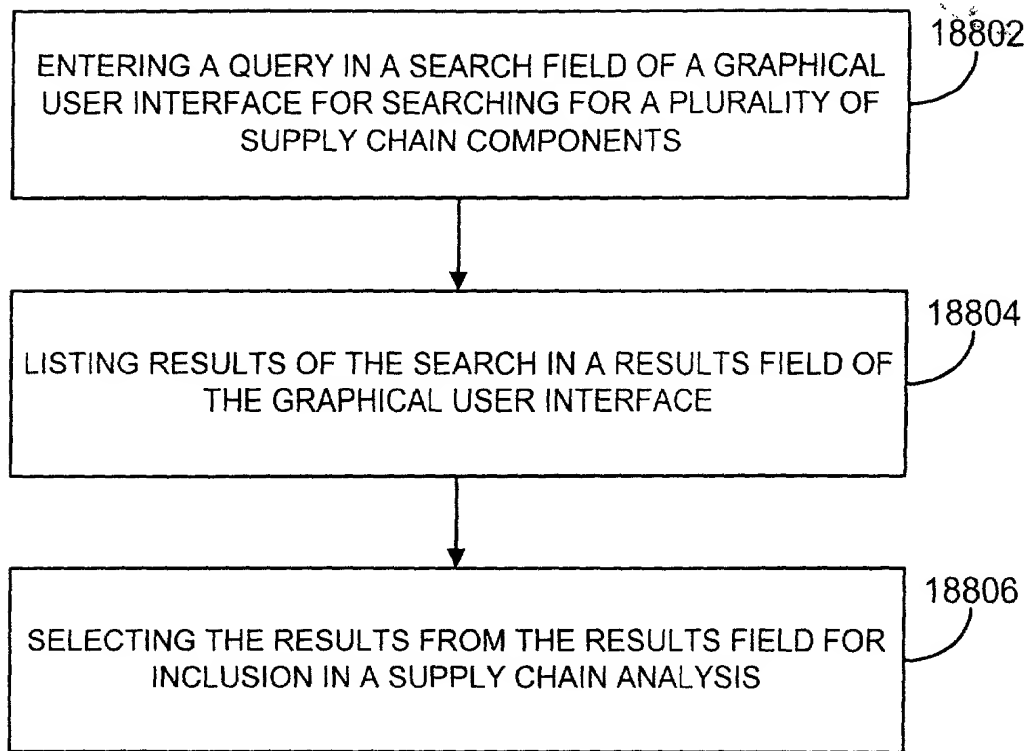 18802
ENTERING A QUERY IN A SEARCH FIELD OF A GRAPHICAL
USER INTERFACE FOR SEARCHING FOR A PLURALITY OF
SUPPLY CHAIN COMPONENTS
18804
LISTING RESULTS OF THE SEARCH IN A RESULTS FIELD OF
THE GRAPHICAL USER INTERFACE
18806
SELECTING THE RESULTS FROM THE RESULTS FIELD FOR
INCLUSION IN A SUPPLY CHAIN ANALYSIS